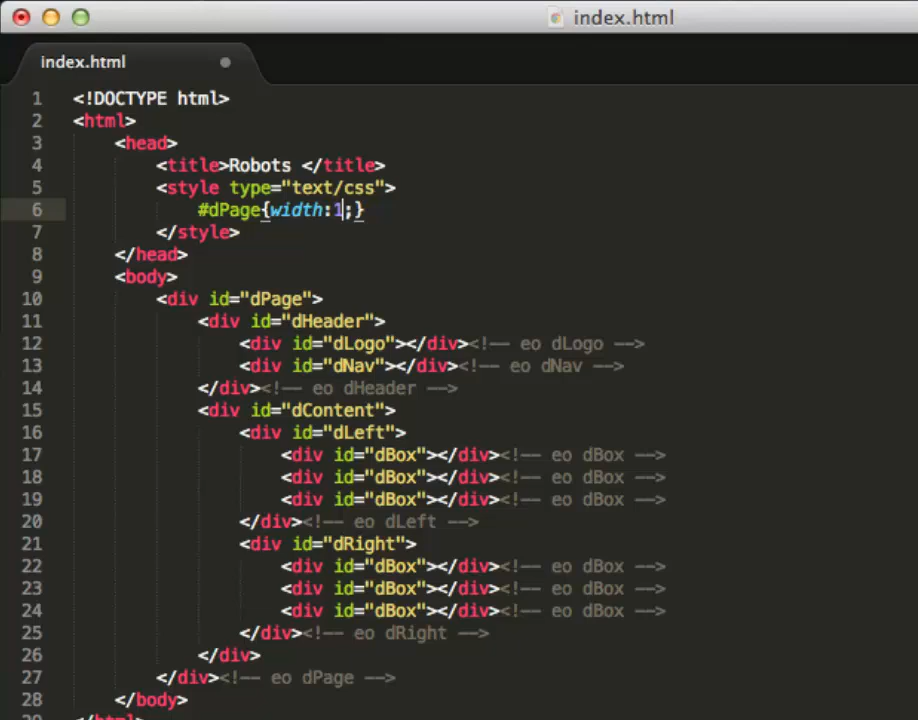 index.html
index.html
1 <!DOCTYPE html>
2 <html>
3 <head>
4 <title>Robots </title>
5 <style type="text/css">
6 #dPage{width:1;}
7 </style>
8 </head>
9 <body>
10 <div id="dPage">
11 <div id="dHeader">
12 <div id="dLogo"></div><!-- eo dLogo -->
13 <div id="dNav"></div><!-- eo dNav -->
14 </div><!-- eo dHeader -->
15 <div id="dContent">
16 <div id="dLeft">
17 <div id="dBox"></div><!-- eo dBox -->
18 <div id="dBox"></div><!-- eo dBox -->
19 <div id="dBox"></div><!-- eo dBox -->
20 </div><!-- eo dLeft -->
21 <div id="dRight">
22 <div id="dBox"></div><!-- eo dBox -->
23 <div id="dBox"></div><!-- eo dBox -->
24 <div id="dBox"></div><!-- eo dBox -->
25 </div><!-- eo dRight -->
26 </div>
27 </div><!-- eo dPage -->
28 </body>
29 </html>